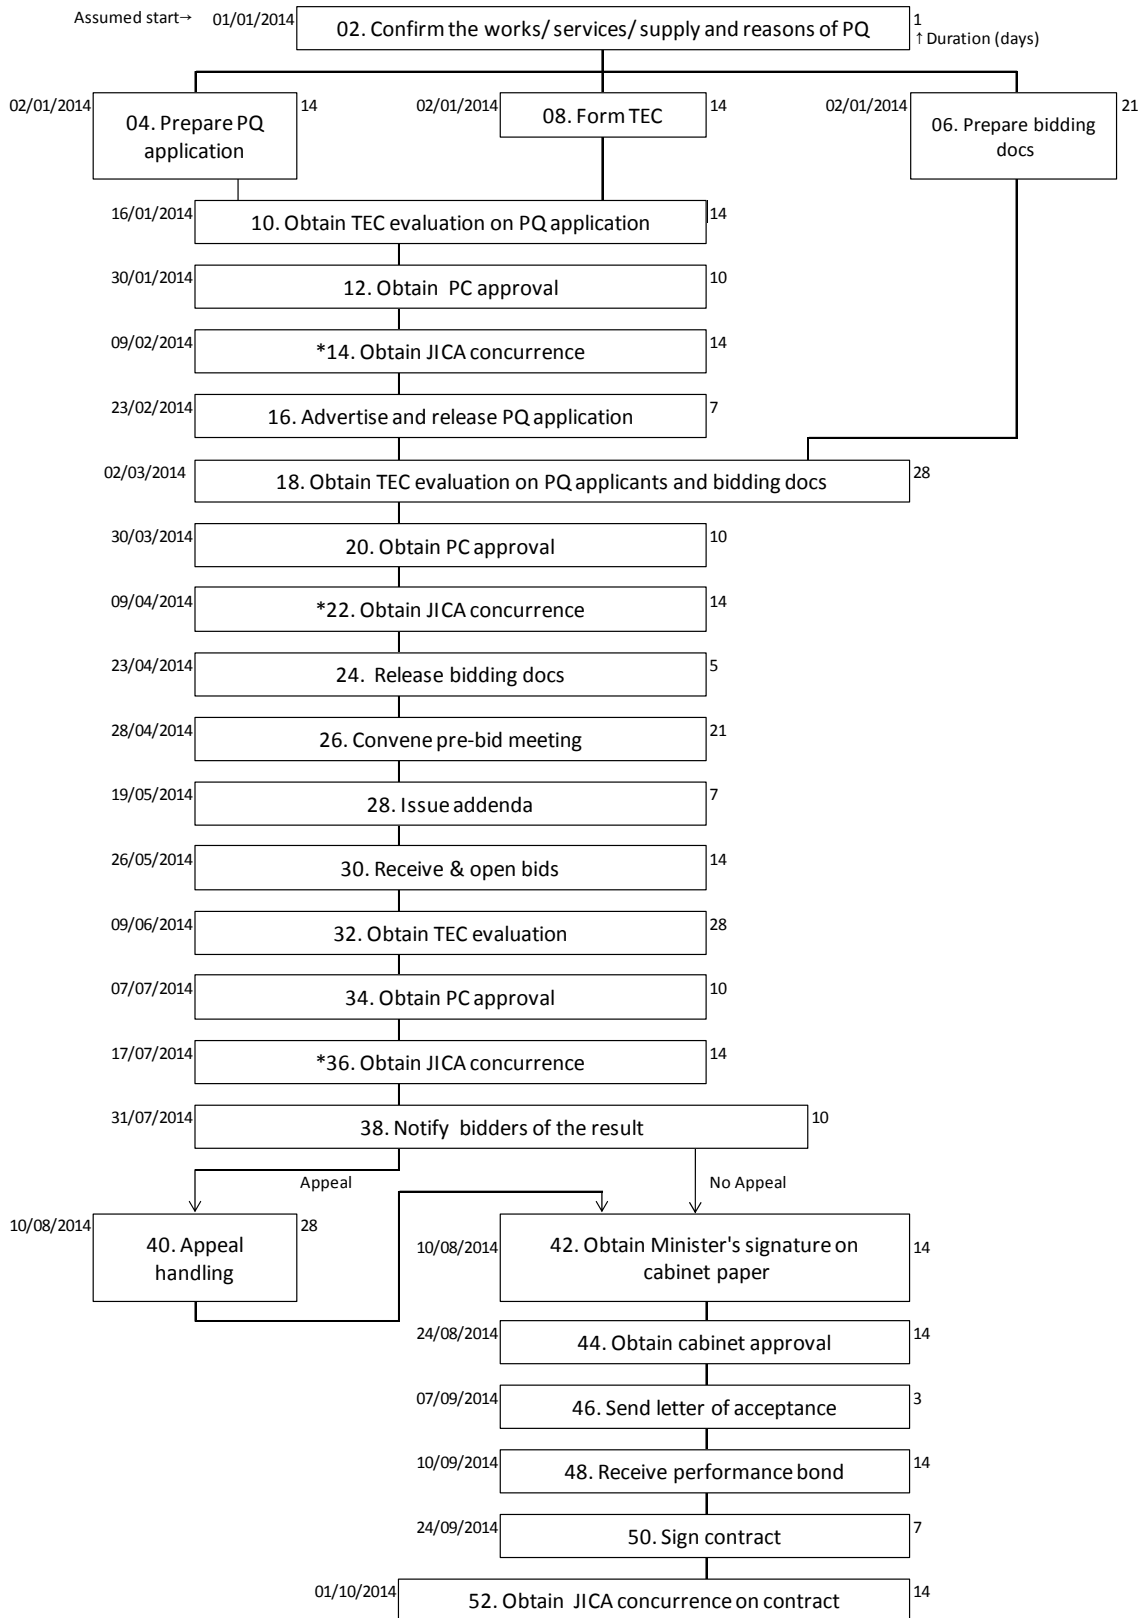 Assumed start→
01/01/2014
02. Confirm the works/ services/ supply and reasons of PQ
1
↑ Duration (days)
02/01/2014
04. Prepare PQ
application
14
02/01/2014
08. Form TEC
14
02/01/2014
06. Prepare bidding
docs
21
16/01/2014
10. Obtain TEC evaluation on PQ application
14
30/01/2014
12. Obtain PC approval
10
09/02/2014
*14. Obtain JICA concurrence
14
23/02/2014
16. Advertise and release PQ application
7
02/03/2014
18. Obtain TEC evaluation on PQ applicants and bidding docs
28
30/03/2014
20. Obtain PC approval
10
09/04/2014
*22. Obtain JICA concurrence
14
23/04/2014
24. Release bidding docs
5
28/04/2014
26. Convene pre-bid meeting
21
19/05/2014
28. Issue addenda
7
26/05/2014
30. Receive & open bids
14
09/06/2014
32. Obtain TEC evaluation
28
07/07/2014
34. Obtain PC approval
10
17/07/2014
*36. Obtain JICA concurrence
14
31/07/2014
38. Notify bidders of the result
10
Appeal
No Appeal
10/08/2014
40. Appeal
handling
28
10/08/2014
42. Obtain Minister's signature on
cabinet paper
14
24/08/2014
44. Obtain cabinet approval
14
07/09/2014
46. Send letter of acceptance
3
10/09/2014
48. Receive performance bond
14
24/09/2014
50. Sign contract
7
01/10/2014
52. Obtain JICA concurrence on contract
14